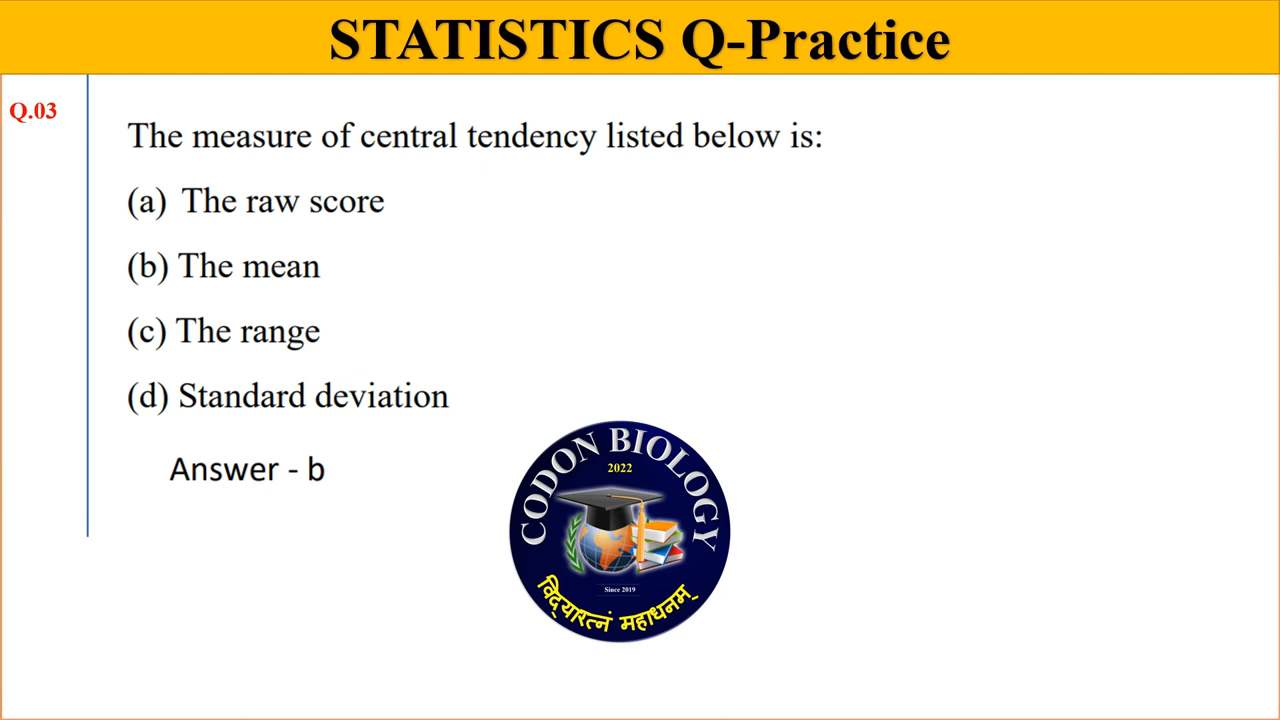 STATISTICS Q-Practice
Q.03
The measure of central tendency listed below is:
(a) The raw score
(b) The mean
(c) The range
(d) Standard deviation
Answer - b
CODON BIOLOGY
2022
Since 2019
विद्यारत्नं महाधनम्